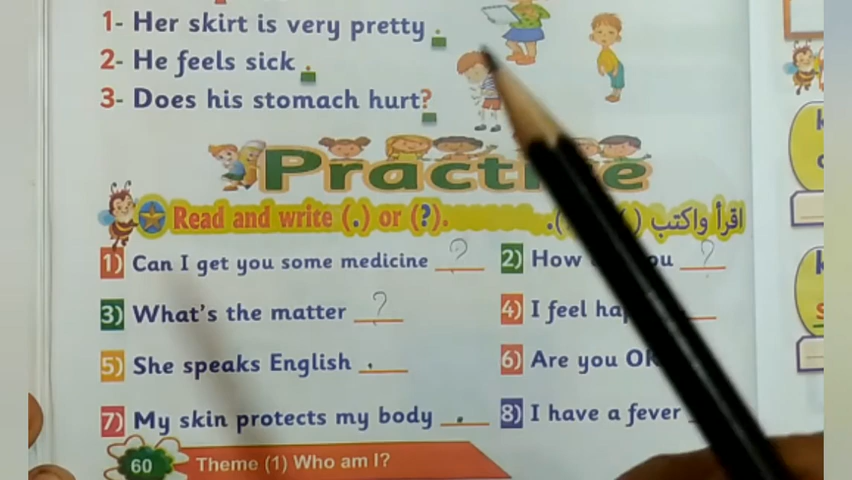 1- Her skirt is very pretty .
2- He feels sick .
3- Does his stomach hurt?
Practice
Read and write (.) or (?). اقرأ واكتب
1) Can I get you some medicine ? 2) How you ?
3) What's the matter ? 4) I feel
5) She speaks English . 6) Are you OK
7) My skin protects my body . 8) I have a fever
60 Theme (1) Who am I?